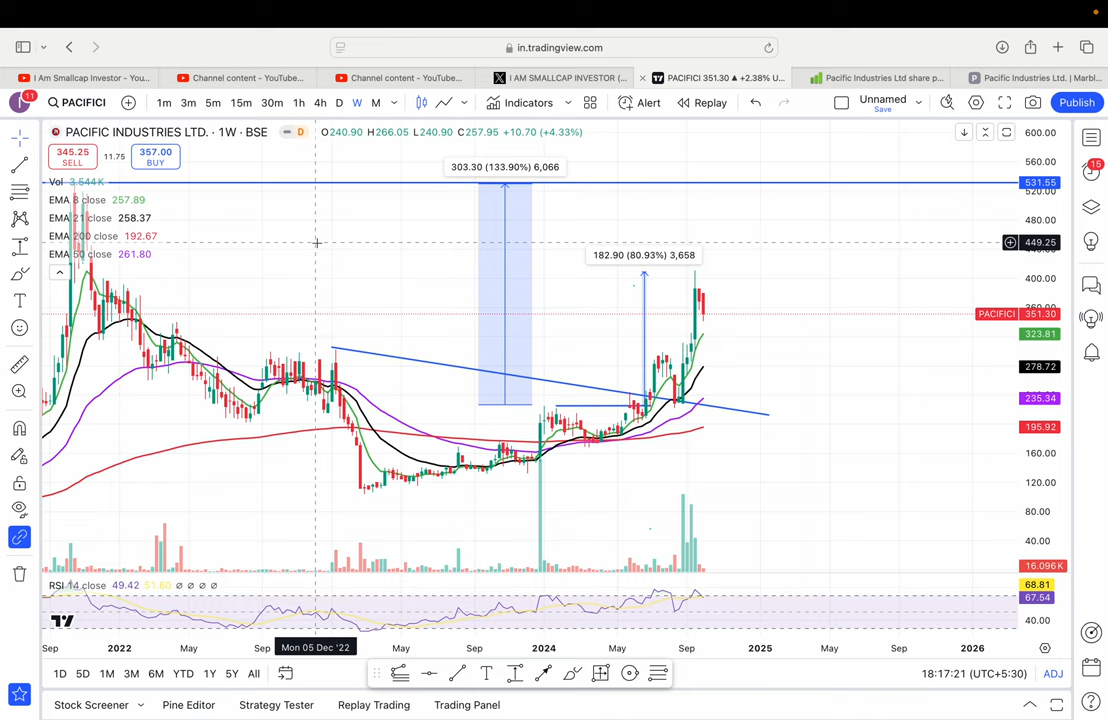 in.tradingview.com
I Am Smallcap Investor - You...
Channel content - YouTube...
Channel content - YouTube...
I AM SMALLCAP INVESTOR (...
PACIFICI 351.30 ▲ +2.38% U...
Pacific Industries Ltd share p...
Pacific Industries Ltd. | Marbl...
11 PACIFICI 1m 3m 5m 15m 30m 1h 4h D W M Indicators Alert Replay Unnamed Save Publish
PACIFIC INDUSTRIES LTD. · 1W · BSE D O240.90 H266.05 L240.90 C257.95 +10.70 (+4.33%)
345.25 SELL 11.75 357.00 BUY
Vol 3.544K
EMA 8 close 257.89
EMA 21 close 258.37
EMA 200 close 192.67
EMA 50 close 261.80
303.30 (133.90%) 6,066
182.90 (80.93%) 3,658
600.00
560.00
531.55
520.00
480.00
449.25
400.00
PACIFICI 351.30
323.81
278.72
235.34
195.92
160.00
120.00
80.00
40.00
16.096K
15
RSI 14 close 49.42 51.60 ∅ ∅ ∅ ∅
68.81
67.54
40.00
Sep 2022 May Sep Mon 05 Dec '22 May Sep 2024 May Sep 2025 May Sep 2026
1D 5D 1M 3M 6M YTD 1Y 5Y All 18:17:21 (UTC+5:30) ADJ
Stock Screener Pine Editor Strategy Tester Replay Trading Trading Panel